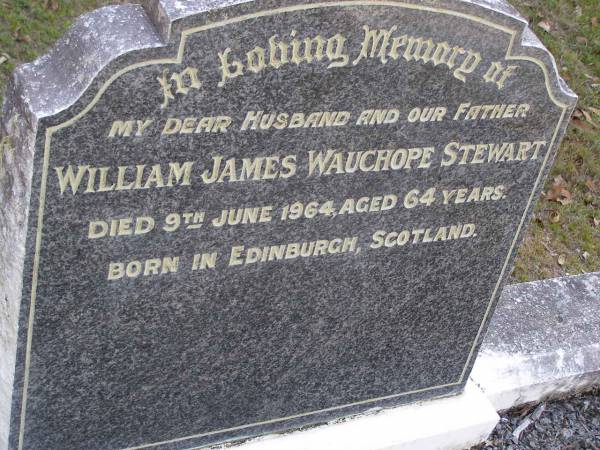 In Loving Memory of
MY DEAR HUSBAND AND OUR FATHER
WILLIAM JAMES WAUCHOPE STEWART
DIED 9TH JUNE 1964, AGED 64 YEARS.
BORN IN EDINBURGH, SCOTLAND.